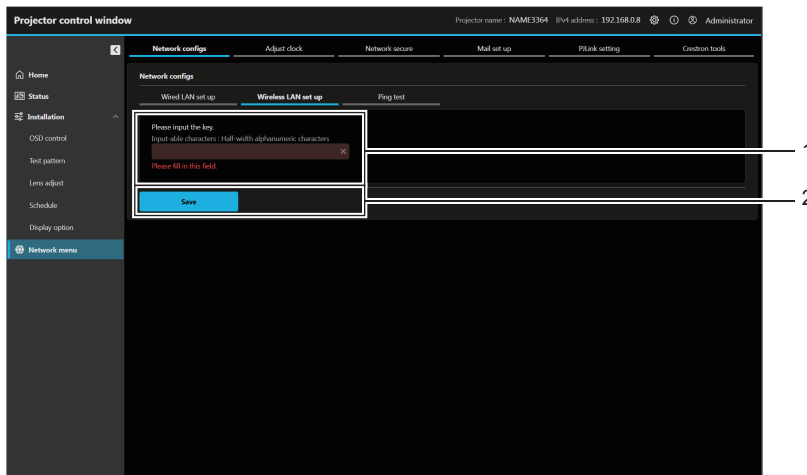 Projector control window
Projector name : NAME3364 IPv4 address : 192.168.0.8 Administrator
Network configs Adjust clock Network secure Mail set up PJLink setting Crestron tools
Home
Status
Installation
OSD control
Test pattern
Lens adjust
Schedule
Display option
Network menu
Network configs
Wired LAN set up Wireless LAN set up Ping test
Please input the key.
Input-able characters : Half-width alphanumeric characters
Please fill in this field.
1
Save
2